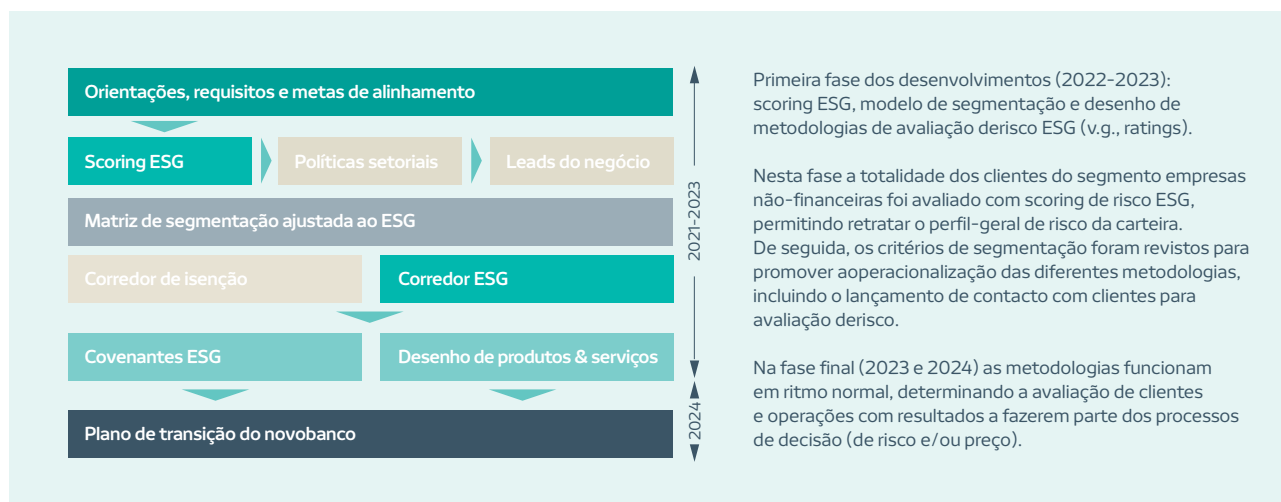 Orientações, requisitos e metas de alinhamento
Scoring ESG
Políticas setoriais
Leads do negócio
Matriz de segmentação ajustada ao ESG
Corredor de isenção
Corredor ESG
Covenantes ESG
Desenho de produtos & serviços
Plano de transição do novobanco
2021-2023
2024
Primeira fase dos desenvolvimentos (2022-2023):
scoring ESG, modelo de segmentação e desenho de
metodologias de avaliação derisco ESG (v.g., ratings).
Nesta fase a totalidade dos clientes do segmento empresas
não-financeiras foi avaliado com scoring de risco ESG,
permitindo retratar o perfil-geral de risco da carteira.
De seguida, os critérios de segmentação foram revistos para
promover aoperacionalização das diferentes metodologias,
incluindo o lançamento de contacto com clientes para
avaliação derisco.
Na fase final (2023 e 2024) as metodologias funcionam
em ritmo normal, determinando a avaliação de clientes
e operações com resultados a fazerem parte dos processos
de decisão (de risco e/ou preço).